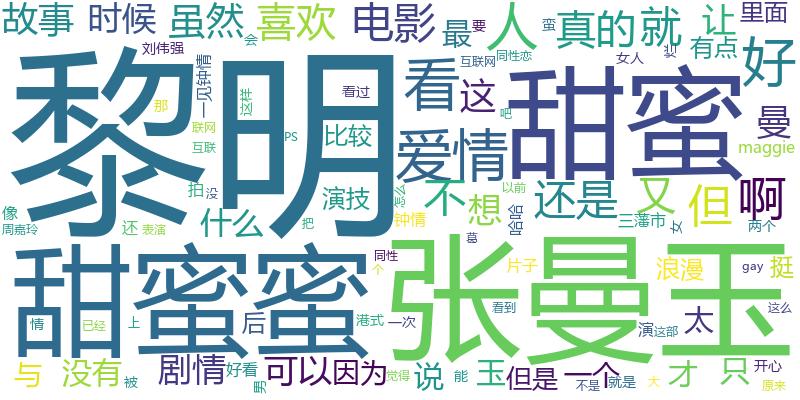 故事 时候 虽然 喜欢 电影 最 要 人 蛮 真的 就 让 里面
刘伟强 会 同性恋 有点 好
一见钟情 看 互联网 女人
黎明 甜蜜
那 这样 看过 这 吧 曼
联网 PS 比较 爱情 maggie
互联
拍 没 演技 怎么 不 想 以前 还是 又 但 啊
像 还 什么 把 钟情 哈哈 三藩市 女 两个
周嘉玲 表演
甜蜜蜜 张曼玉
同性 葛 片子 浪漫 gay 挺
个
看到 这么
情 已经 上 后 港式 一次 演 这部 太
与 没有 被 剧情 好看 男 可以 因为 觉得 说 能 玉 但是 一个 不是 就是 大 才 只 开心 原来